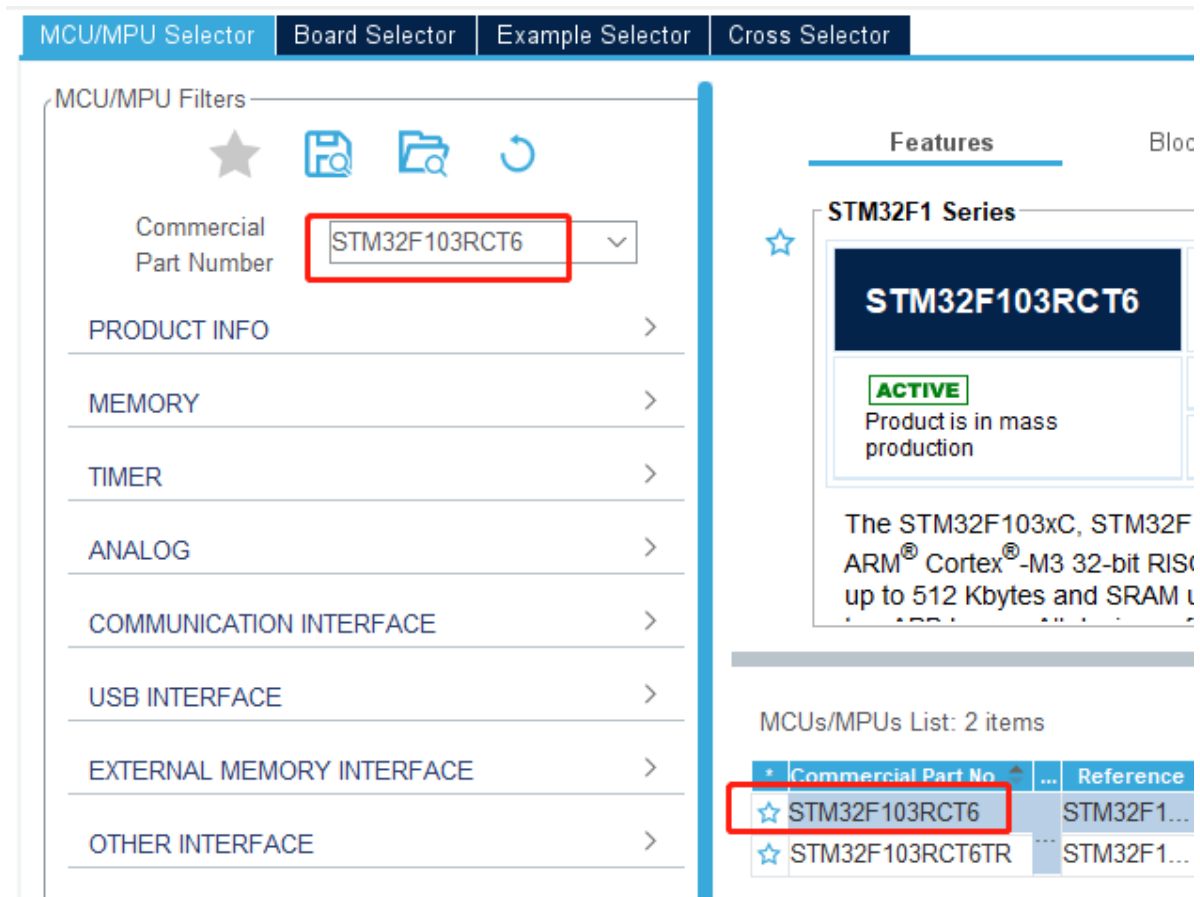 MCU/MPU Selector Board Selector Example Selector Cross Selector
MCU/MPU Filters
Commercial
Part Number
STM32F103RCT6
PRODUCT INFO
MEMORY
TIMER
ANALOG
COMMUNICATION INTERFACE
USB INTERFACE
EXTERNAL MEMORY INTERFACE
OTHER INTERFACE
Features
STM32F1 Series
STM32F103RCT6
ACTIVE
Product is in mass
production
The STM32F103xC, STM32F
ARM® Cortex®-M3 32-bit
up to 512 Kbytes and SRAM
MCUs/MPUs List: 2 items
* Commercial Part No ... Reference
STM32F103RCT6 STM32F1...
...
STM32F103RCT6TR STM32F1...